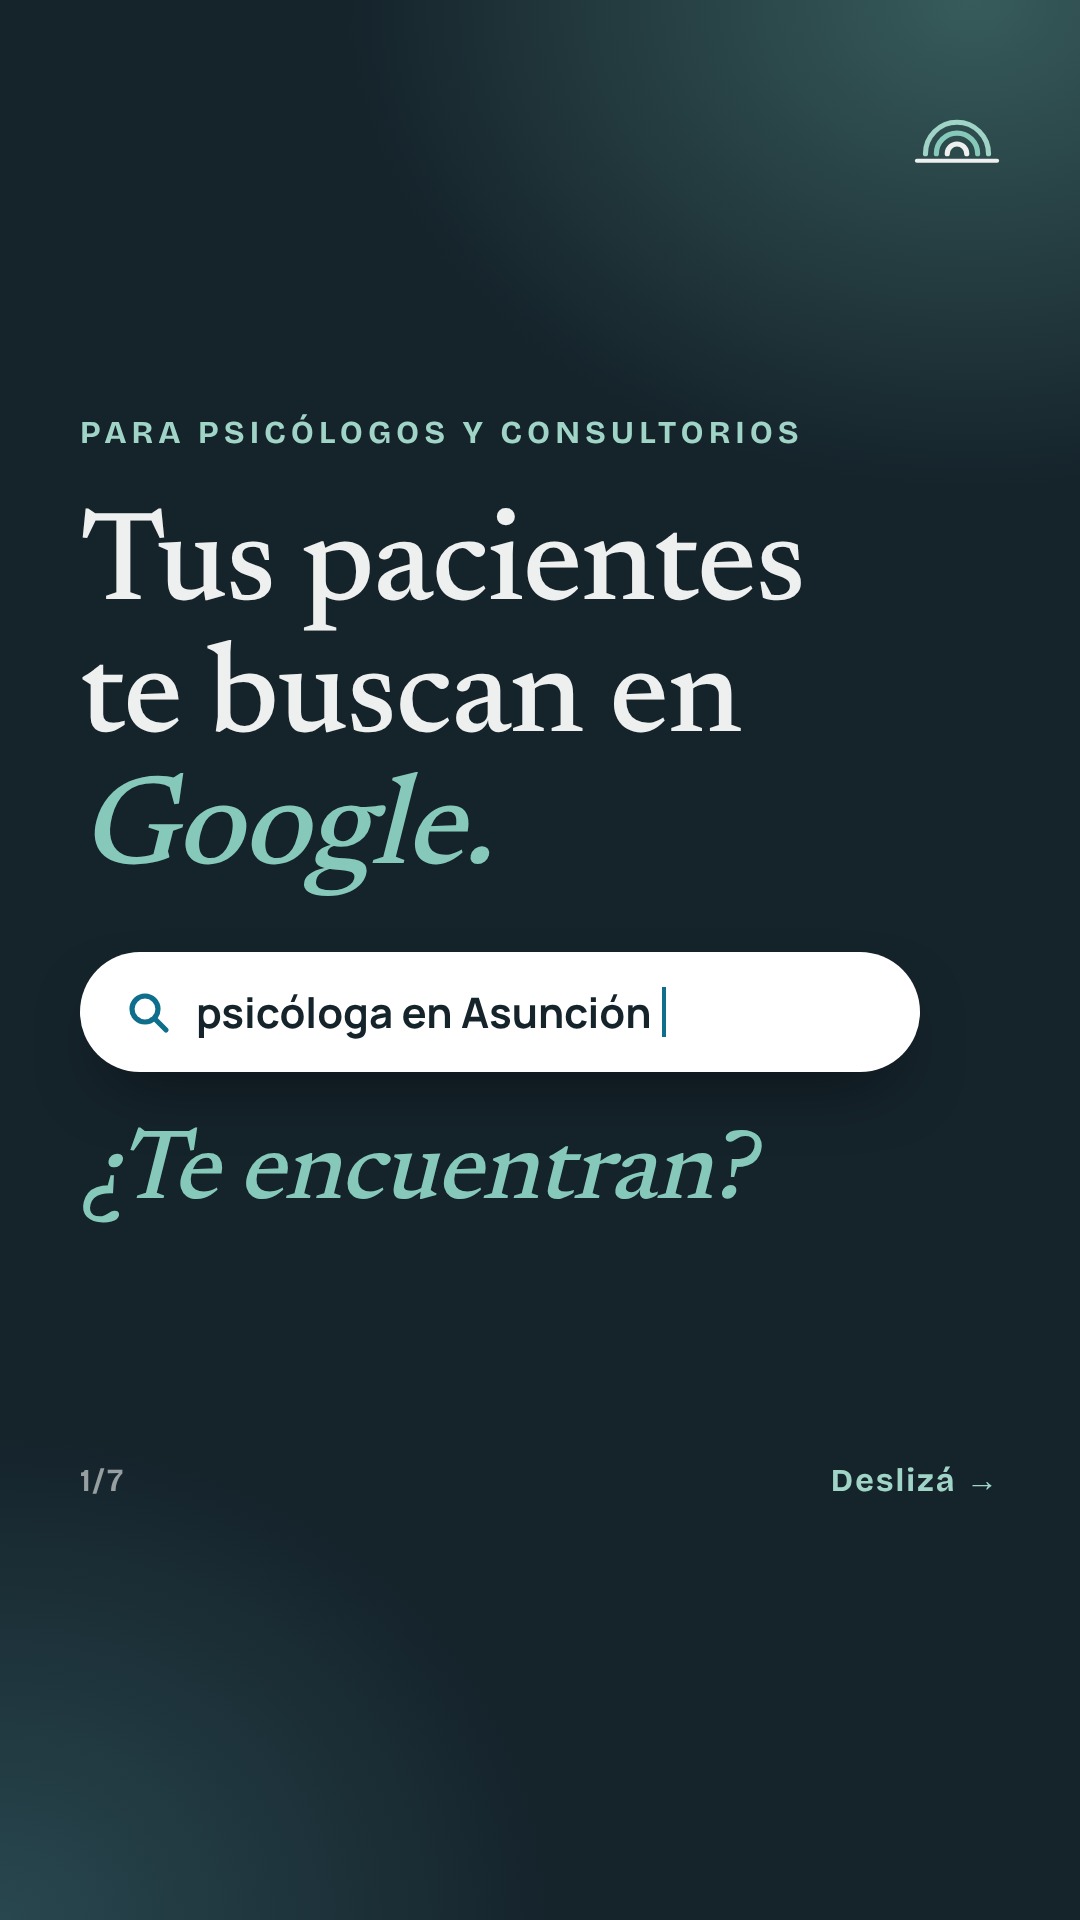 PARA PSICÓLOGOS Y CONSULTORIOS
Tus pacientes
te buscan en
Google.
psicóloga en Asunción
¿Te encuentran?
1/7
Deslizá →